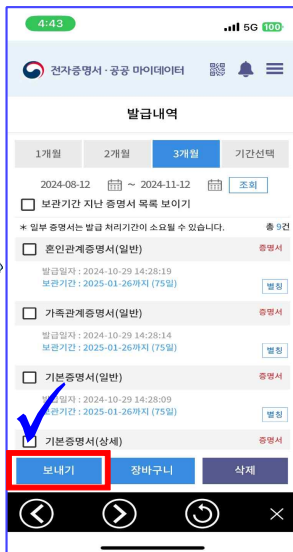 4:43 5G 100
전자증명서·공공 마이데이터
발급내역
1개월 2개월 3개월 기간선택
2024-08-12 ~ 2024-11-12 조회
보관기간 지난 증명서 목록 보이기
* 일부 증명서는 발급 처리기간이 소요될 수 있습니다. 총 9건
혼인관계증명서(일반) 증명서
발급일자 : 2024-10-29 14:28:19
보관기간 : 2025-01-26까지 (75일)
별칭
가족관계증명서(일반) 증명서
발급일자 : 2024-10-29 14:28:14
보관기간 : 2025-01-26까지 (75일)
별칭
기본증명서(일반) 증명서
발급일자 : 2024-10-29 14:28:09
보관기간 : 2025-01-26까지 (75일)
별칭
기본증명서(상세) 증명서
보내기 장바구니 삭제